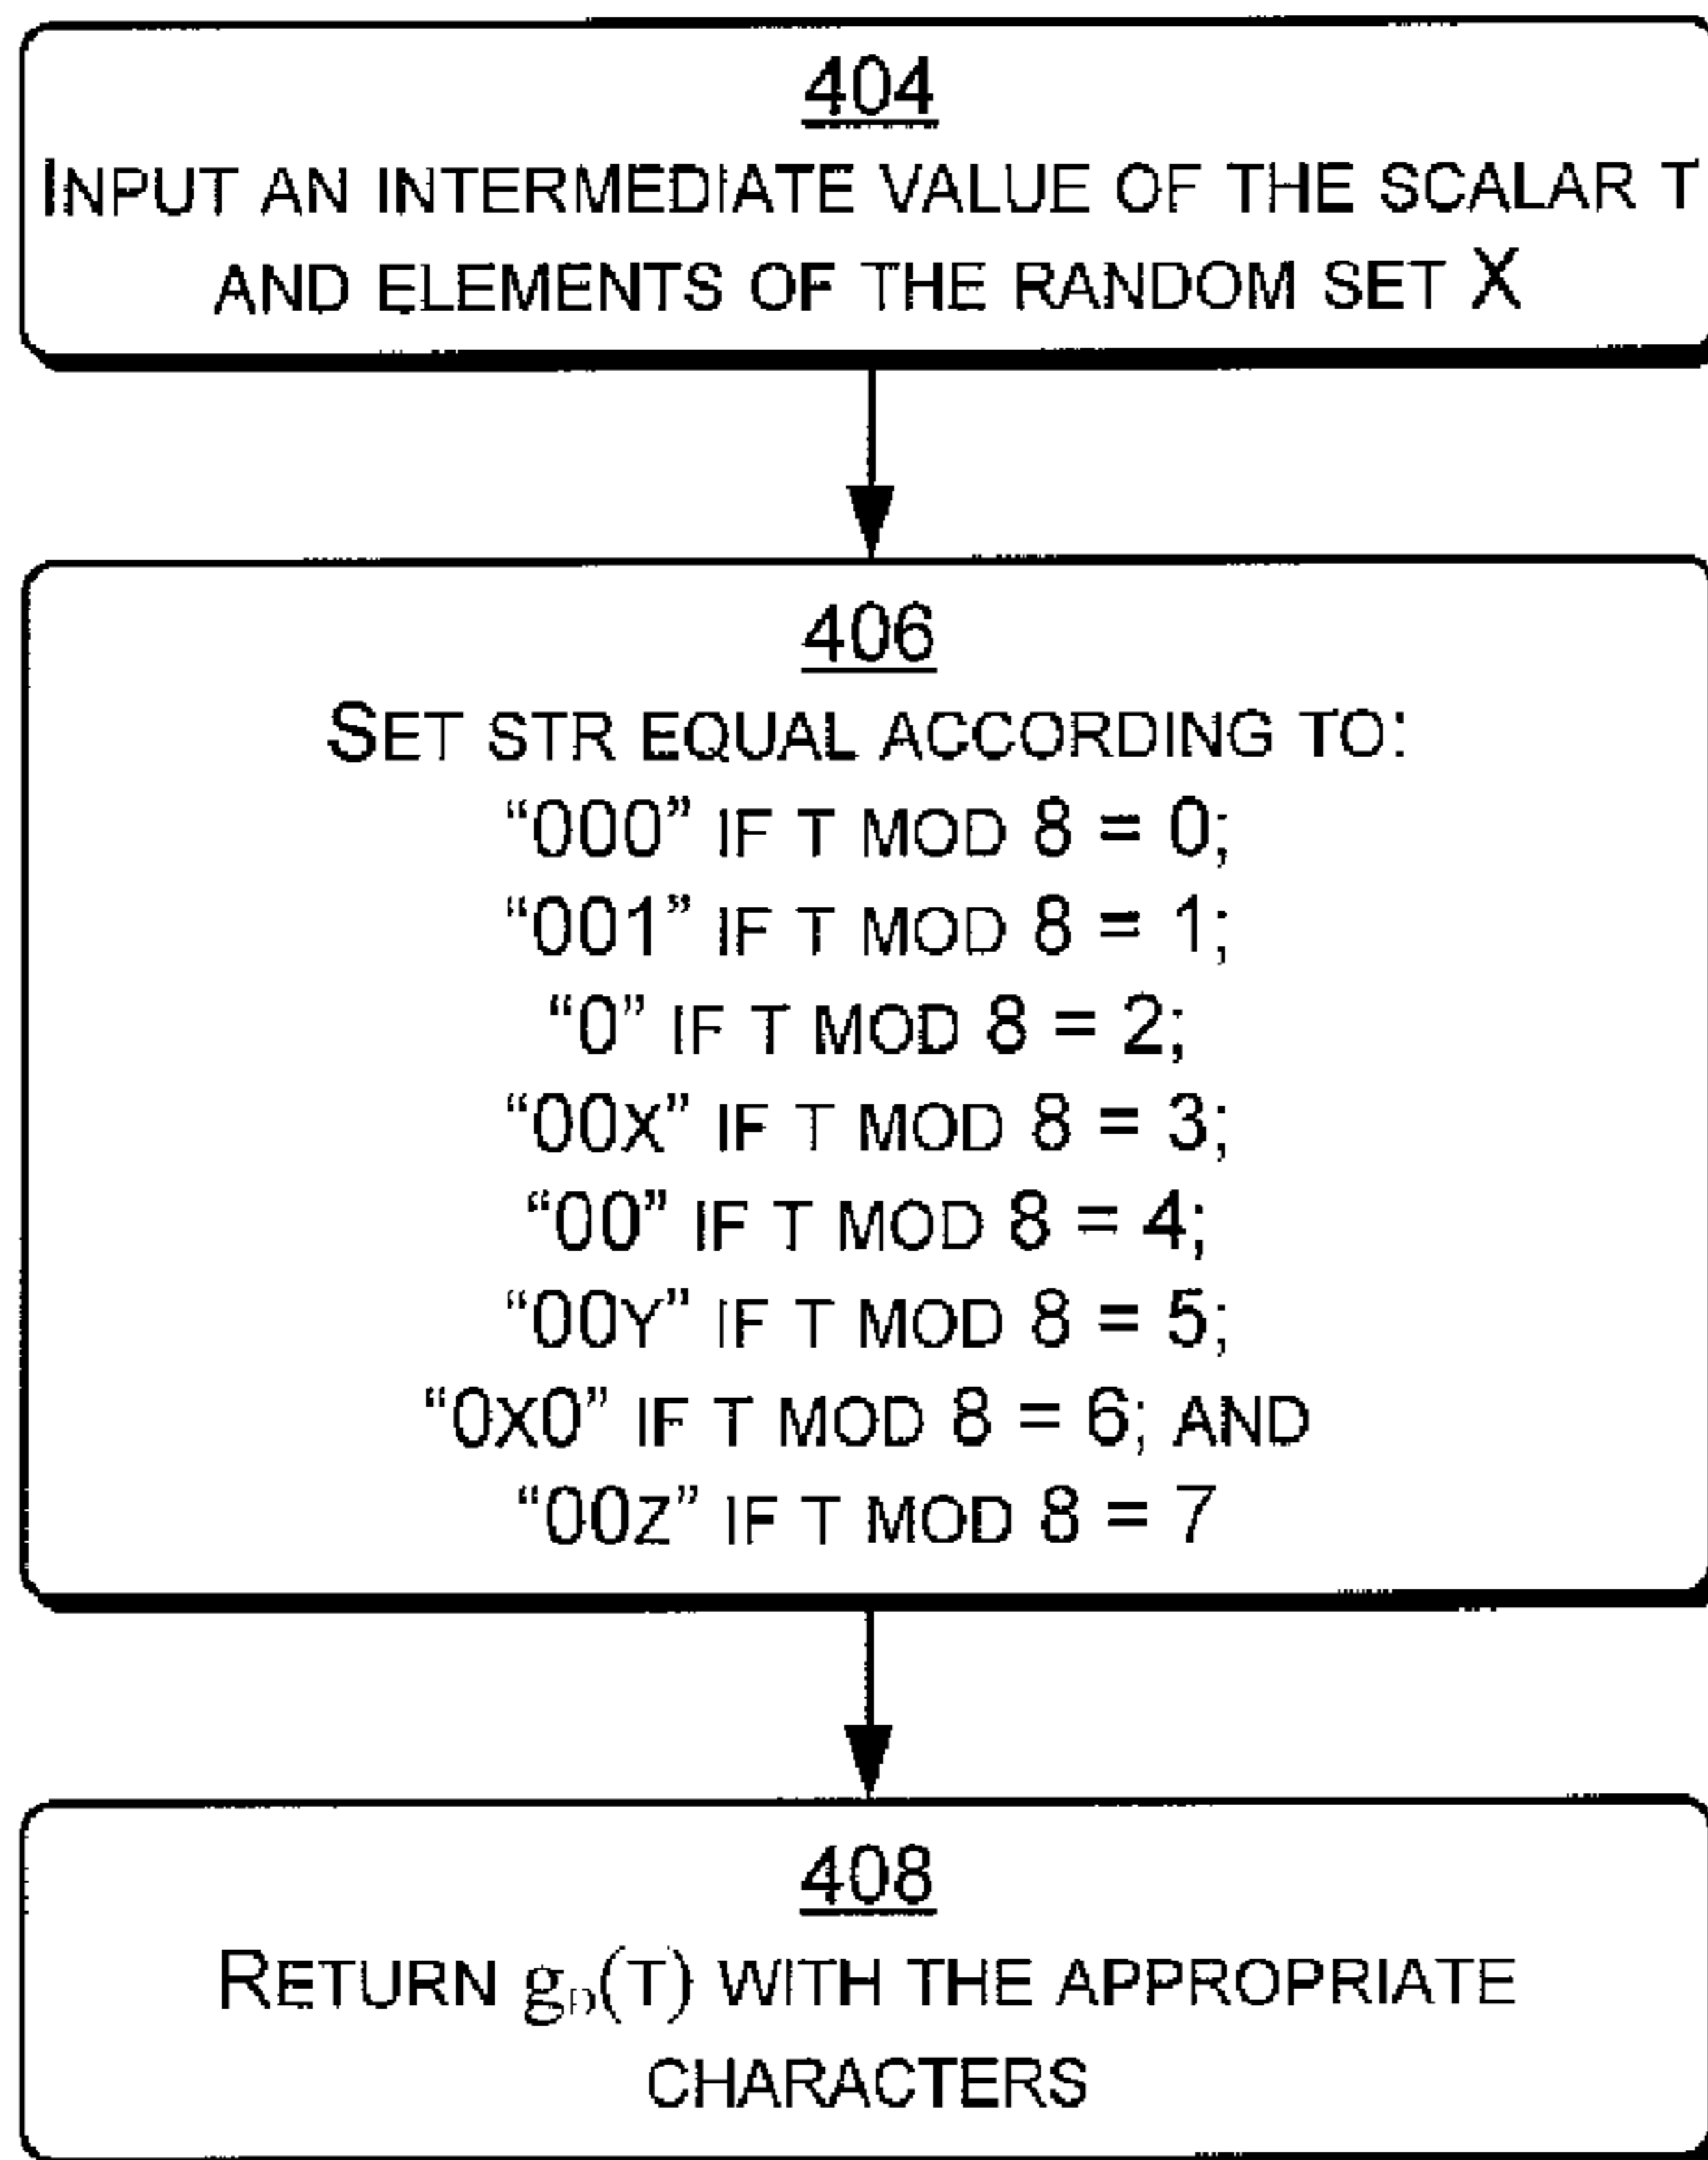 404
INPUT AN INTERMEDIATE VALUE OF THE SCALAR T
AND ELEMENTS OF THE RANDOM SET X
406
SET STR EQUAL ACCORDING TO:
“000” IF T MOD 8 = 0;
“001” IF T MOD 8 = 1;
“0” IF T MOD 8 = 2;
“00X” IF T MOD 8 = 3;
“00” IF T MOD 8 = 4;
“00Y” IF T MOD 8 = 5;
“0X0” IF T MOD 8 = 6; AND
“00Z” IF T MOD 8 = 7
408
RETURN g_D(T) WITH THE APPROPRIATE
CHARACTERS